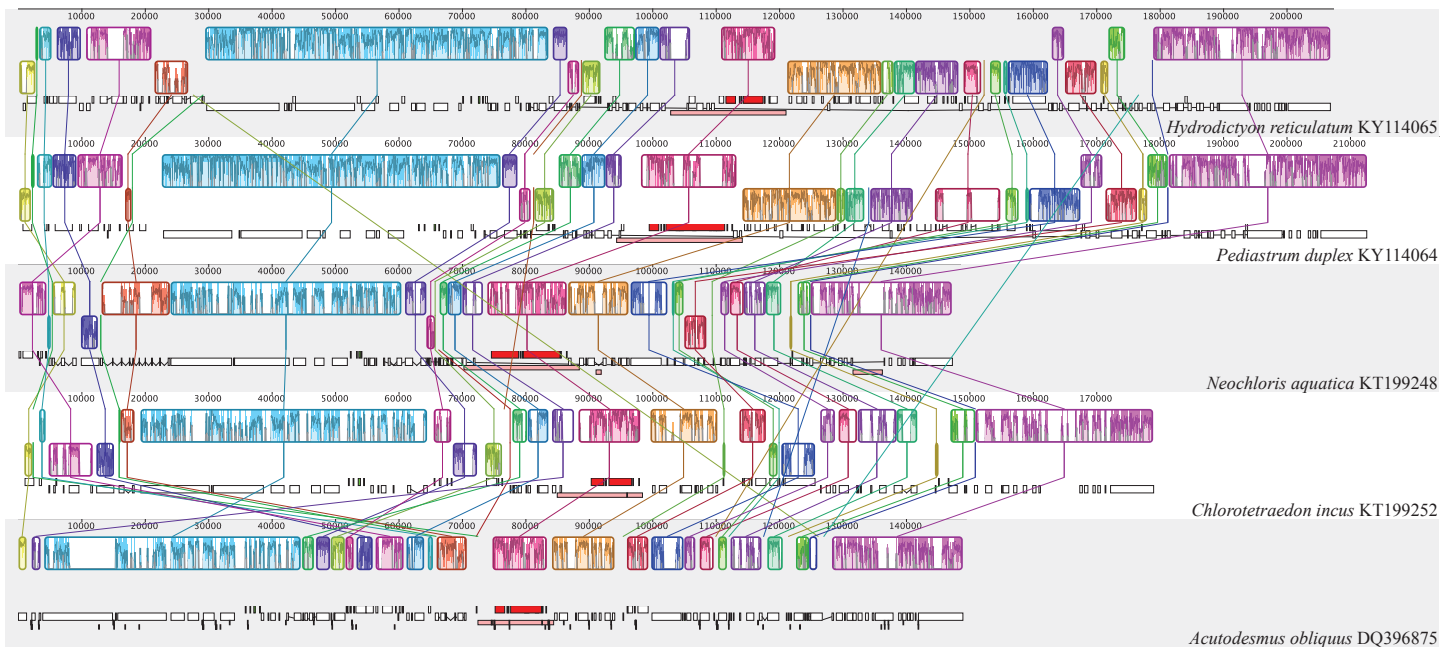 10000 20000 30000 40000 50000 60000 70000 80000 90000 100000 110000 120000 130000 140000 150000 160000 170000 180000 190000 200000
Hydrodictyon reticulatum KY114065
10000 20000 30000 40000 50000 60000 70000 80000 90000 100000 110000 120000 130000 140000 150000 160000 170000 180000 190000 200000 210000
Pediastrum duplex KY114064
10000 20000 30000 40000 50000 60000 70000 80000 90000 100000 110000 120000 130000 140000
Neochloris aquatica KT199248
10000 20000 30000 40000 50000 60000 70000 80000 90000 100000 110000 120000 130000 140000 150000 160000 170000
Chlorotetraedon incus KT199252
10000 20000 30000 40000 50000 60000 70000 80000 90000 100000 110000 120000 130000 140000
Acutodesmus obliquus DQ396875